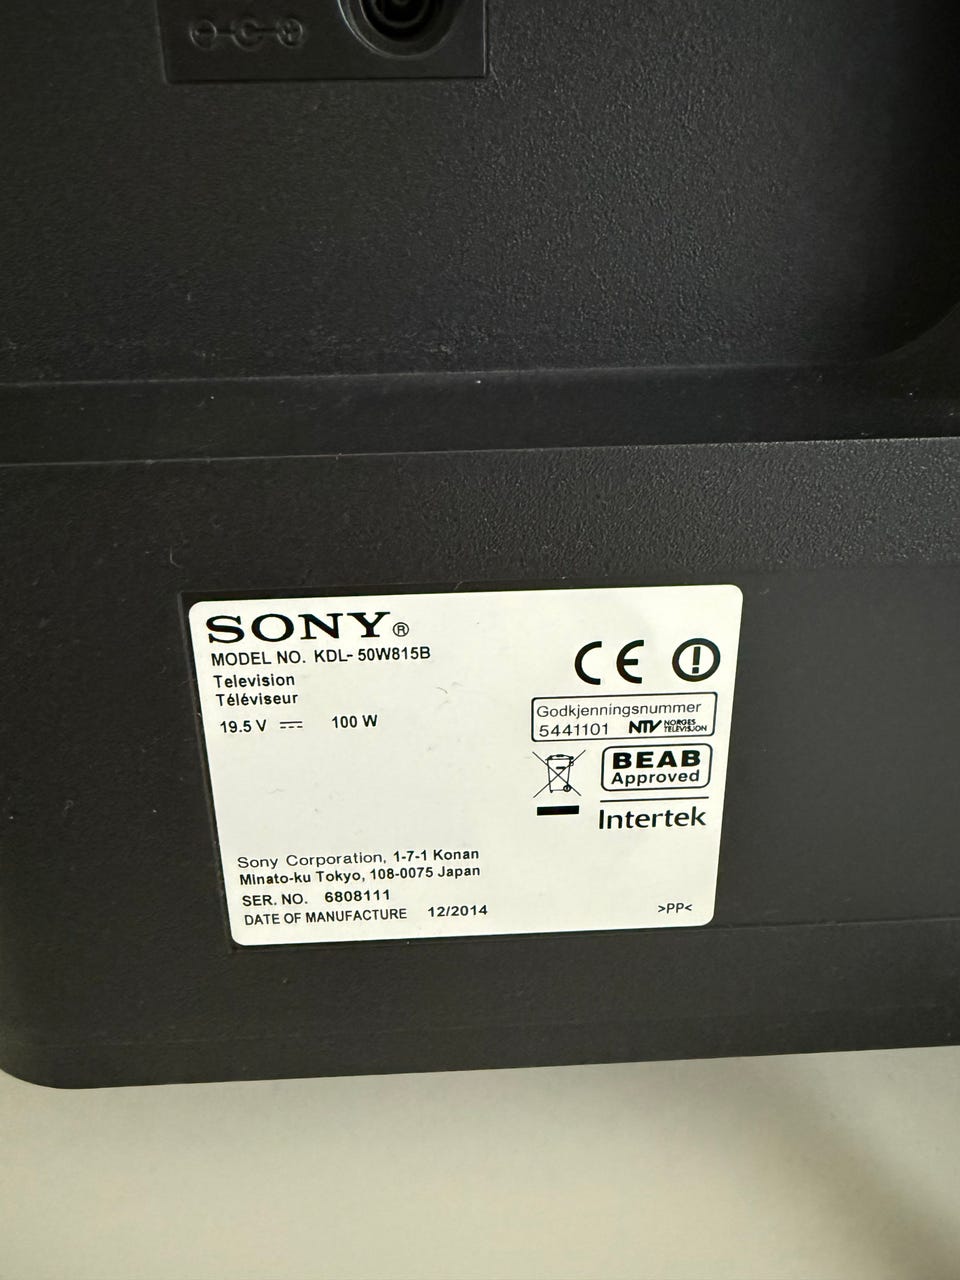 SONY®
MODEL NO. KDL- 50W815B
Television
Téléviseur
19.5 V ⎓ 100 W
CE
Godkjenningsnummer
5441101 NTV NORGES TELEVISJON
BEAB
Approved
Intertek
Sony Corporation, 1-7-1 Konan
Minato-ku Tokyo, 108-0075 Japan
SER. NO. 6808111
DATE OF MANUFACTURE 12/2014
>PP<